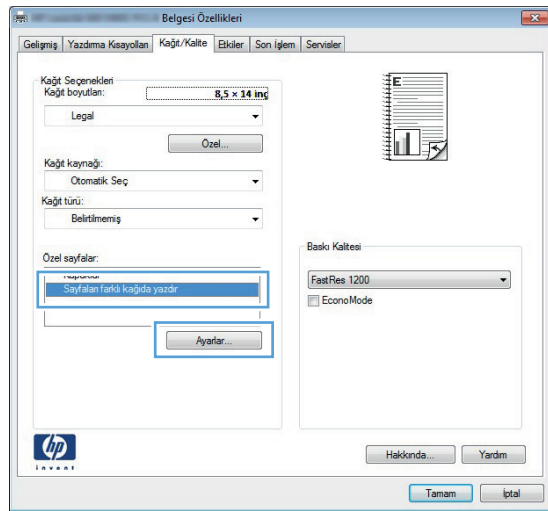 Belgesi Özellikleri
Gelişmiş Yazdırma Kısayolları Kağıt/Kalite Etkiler Son İşlem Servisler
Kağıt Seçenekleri
Kağıt boyutları: 8,5 × 14 inç
Legal
Özel...
Kağıt kaynağı:
Otomatik Seç
Kağıt türü:
Belirtilmemiş
Özel sayfalar:
Sayfaları farklı kağıda yazdır
Ayarlar...
E
Baskı Kalitesi
FastRes 1200
EconoMode
hp
invent
Hakkında... Yardım
Tamam İptal